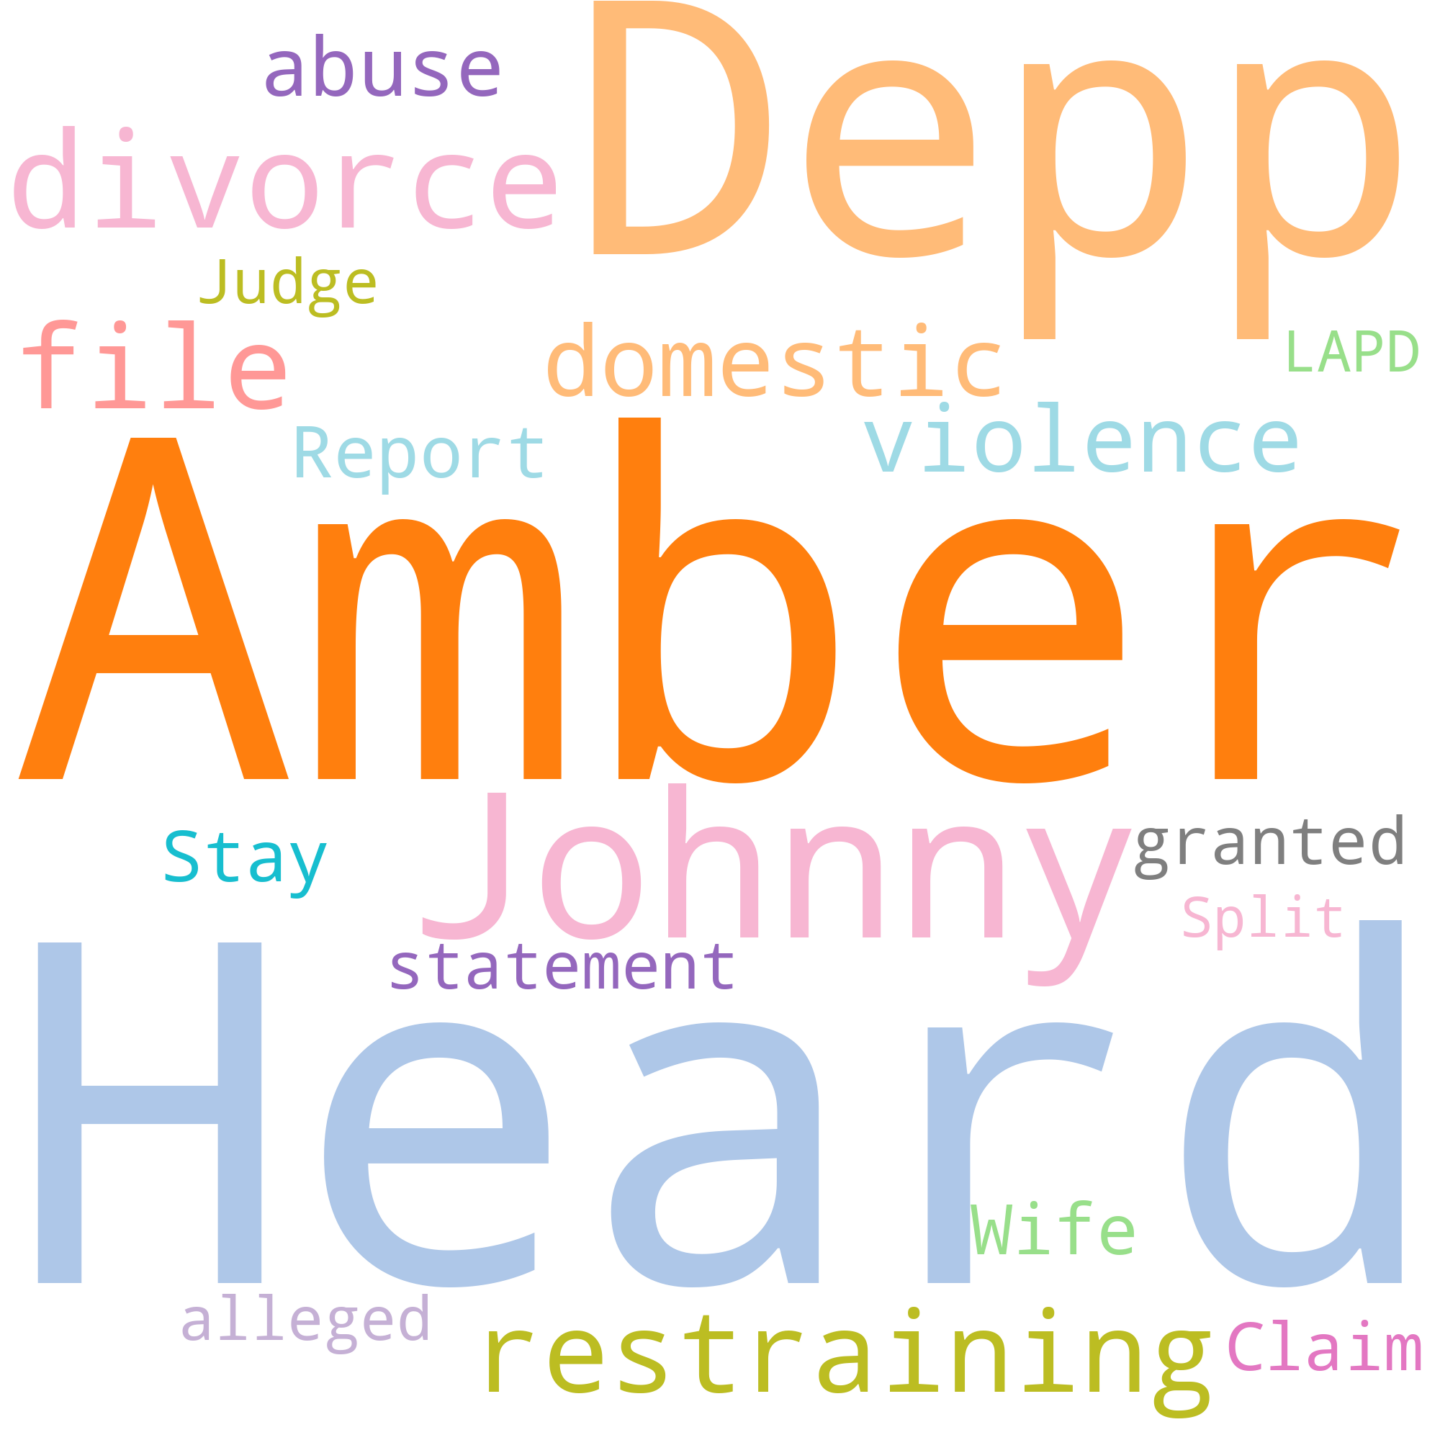 abuse
Depp
divorce
Judge
file
domestic
LAPD
Report
violence
Amber
Johnny
Stay
granted
Split
statement
Heard
Wife
alleged
restraining
Claim